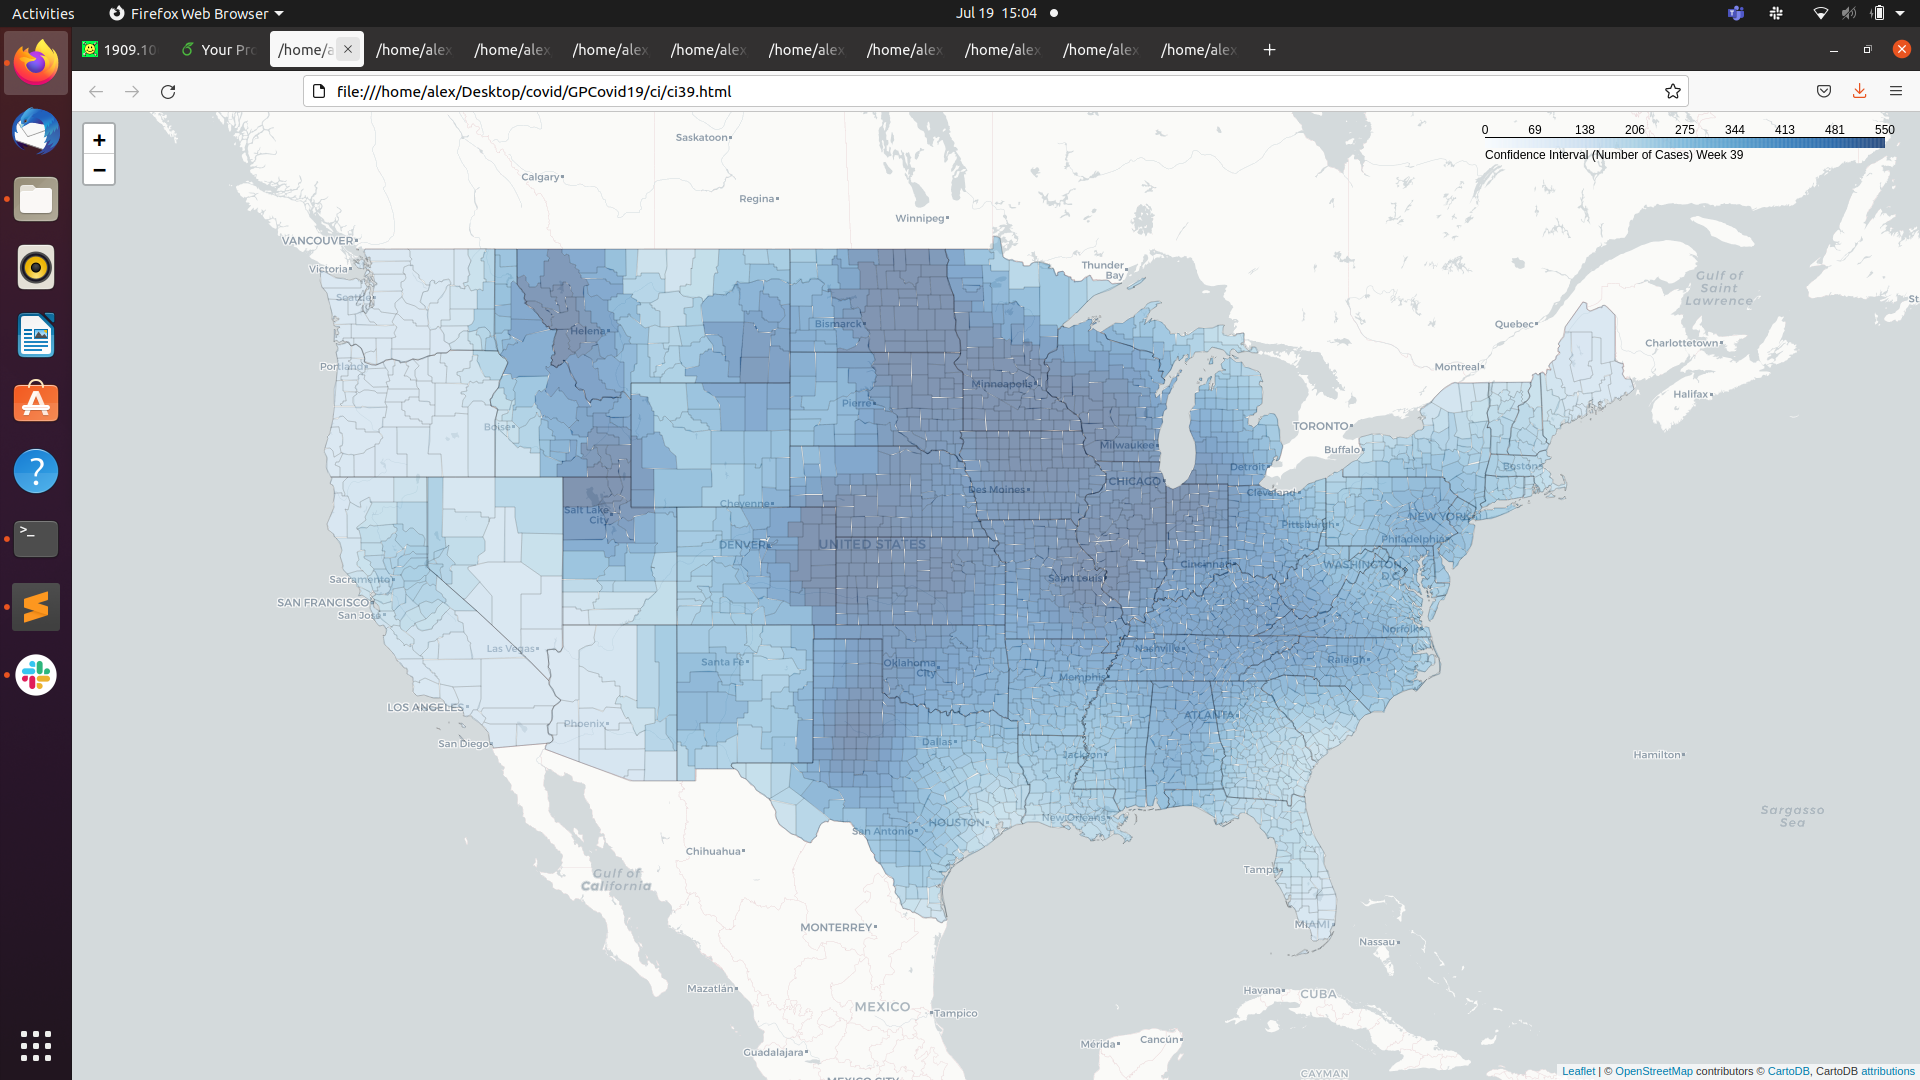 Activities
Firefox Web Browser
Jul 19 15:04
1909.10
Your Pro
/home/a
/home/alex
/home/alex
/home/alex
/home/alex
/home/alex
/home/alex
/home/alex
/home/alex
/home/alex
file:///home/alex/Desktop/covid/GPCovid19/ci/ci39.html
+
−
0 69 138 206 275 344 413 481 550
Confidence Interval (Number of Cases) Week 39
Saskatoon
Calgary
Regina
Winnipeg
VANCOUVER
Victoria
Thunder
Bay
Gulf of
Saint
Lawrence
St
Seattle
Helena
Bismarck
Quebec
Charlottetown
Portland
Montreal
Minneapolis
Halifax
Pierre
Boise
TORONTO
Milwaukee
Buffalo
Detroit
Boston
CHICAGO
Des Moines
Cleveland
Cheyenne
Salt Lake
City
NEW YORK
Pittsburgh
DENVER
UNITED STATES
Philadelphia
Cincinnati
WASHINGTON
D.C.
Sacramento
Saint Louis
SAN FRANCISCO
San Jose
Norfolk
Las Vegas
Nashville
Santa Fe
Oklahoma
City
Raleigh
Memphis
LOS ANGELES
Phoenix
ATLANTA
San Diego
Dallas
Jackson
Hamilton
Sargasso
Sea
New Orleans
HOUSTON
San Antonio
Chihuahua
Gulf of
California
Tampa
MONTERREY
MIAMI
Nassau
Mazatlán
Havana
CUBA
MEXICO
Tampico
Mérida
Cancún
Guadalajara
CAYMAN
MEXICO CITY
Leaflet | © OpenStreetMap contributors © CartoDB, CartoDB attributions